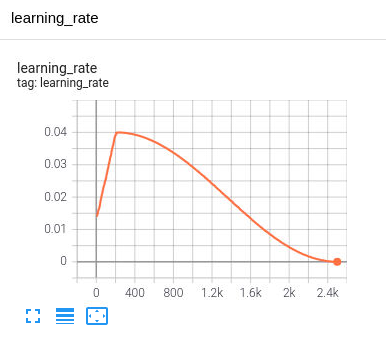 learning_rate
learning_rate
tag: learning_rate
0.04
0.03
0.02
0.01
0
0 400 800 1.2k 1.6k 2k 2.4k